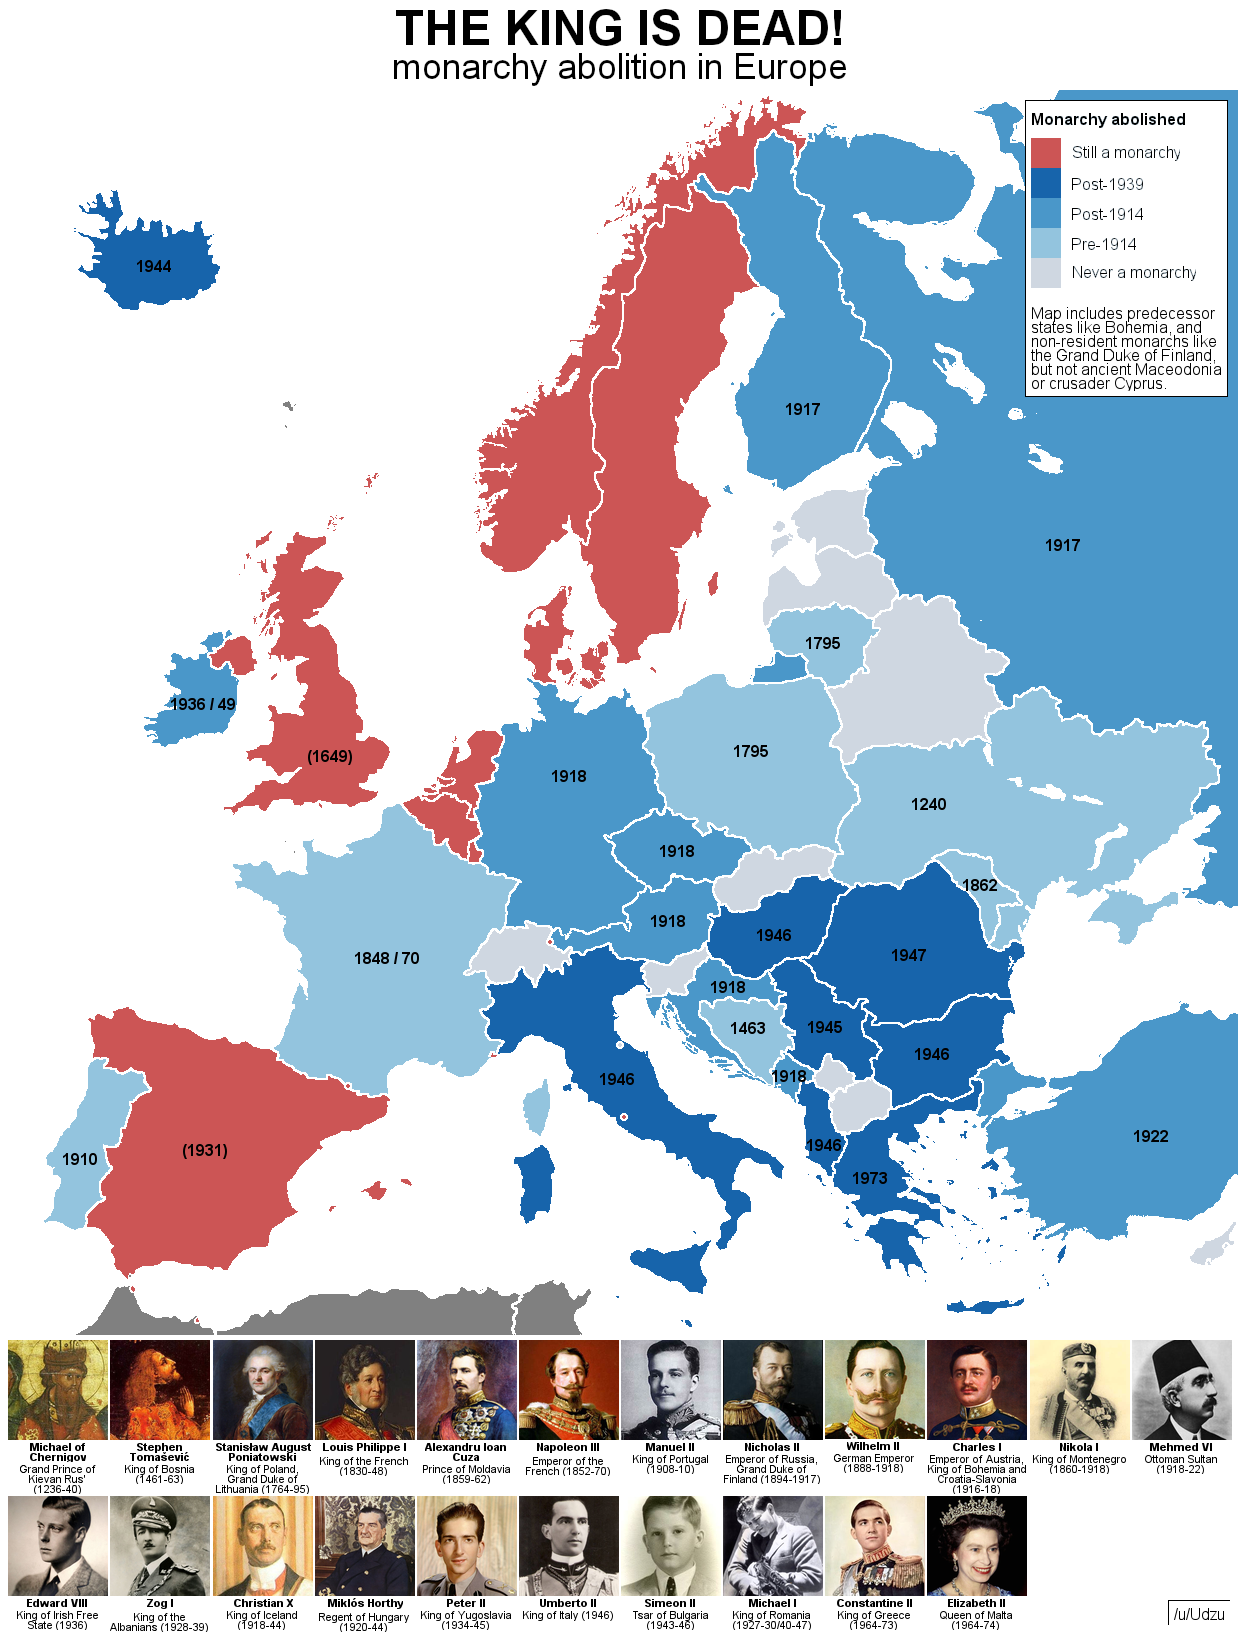 THE KING IS DEAD!
monarchy abolition in Europe
Monarchy abolished
Still a monarchy
Post-1939
Post-1914
Pre-1914
Never a monarchy
Map includes predecessor
states like Bohemia, and
non-resident monarchs like
the Grand Duke of Finland,
but not ancient Maceodonia
or crusader Cyprus.
1944
1917
1917
1795
1936 / 49
(1649)
1918
1795
1240
1918
1862
1918
1946
1947
1848 / 70
1918
1463
1945
1946
1918
1946
1910
(1931)
1946
1973
1922
Michael of
Chernigov
Grand Prince of
Kievan Rus'
(1236-40)
Stephen
Tomašević
King of Bosnia
(1461-63)
Stanisław August
Poniatowski
King of Poland,
Grand Duke of
Lithuania (1764-95)
Louis Philippe I
King of the French
(1830-48)
Alexandru Ioan
Cuza
Prince of Moldavia
(1859-62)
Napoleon III
Emperor of the
French (1852-70)
Manuel II
King of Portugal
(1908-10)
Nicholas II
Emperor of Russia,
Grand Duke of
Finland (1894-1917)
Wilhelm II
German Emperor
(1888-1918)
Charles I
Emperor of Austria,
King of Bohemia and
Croatia-Slavonia
(1916-18)
Nikola I
King of Montenegro
(1860-1918)
Mehmed VI
Ottoman Sultan
(1918-22)
Edward VIII
King of Irish Free
State (1936)
Zog I
King of the
Albanians (1928-39)
Christian X
King of Iceland
(1918-44)
Miklós Horthy
Regent of Hungary
(1920-44)
Peter II
King of Yugoslavia
(1934-45)
Umberto II
King of Italy (1946)
Simeon II
Tsar of Bulgaria
(1943-46)
Michael I
King of Romania
(1927-30/40-47)
Constantine II
King of Greece
(1964-73)
Elizabeth II
Queen of Malta
(1964-74)
/u/Udzu